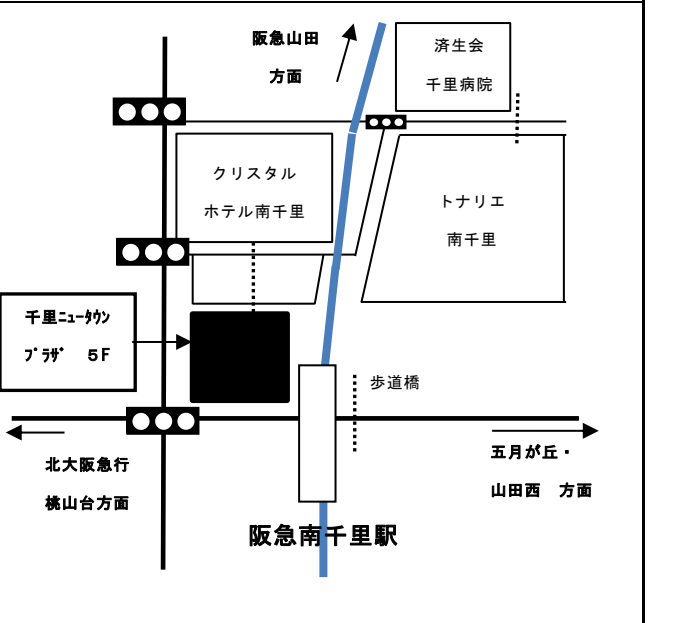 阪急山田
方面
済生会
千里病院
クリスタル
ホテル南千里
トナリエ
南千里
千里ﾆｭｰﾀｳﾝ
ﾌﾟﾗｻﾞ 5F
歩道橋
北大阪急行
桃山台方面
五月が丘・
山田西 方面
阪急南千里駅